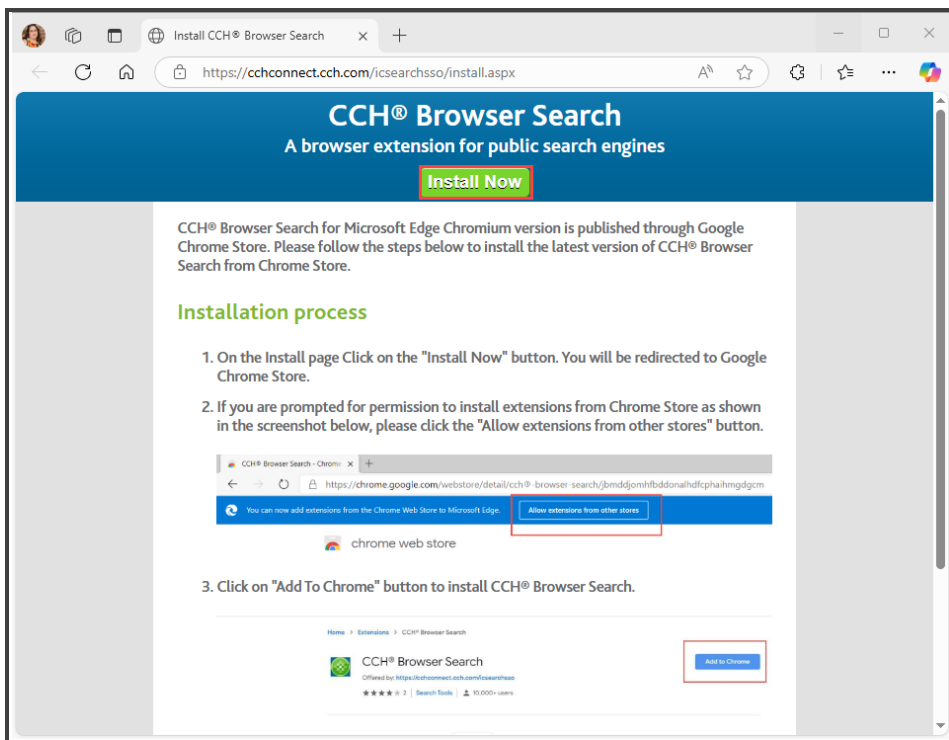 Install CCH® Browser Search
https://cchconnect.cch.com/icsearchsso/install.aspx
CCH® Browser Search
A browser extension for public search engines
Install Now
CCH® Browser Search for Microsoft Edge Chromium version is published through Google
Chrome Store. Please follow the steps below to install the latest version of CCH® Browser
Search from Chrome Store.
Installation process
1. On the Install page Click on the "Install Now" button. You will be redirected to Google
Chrome Store.
2. If you are prompted for permission to install extensions from Chrome Store as shown
in the screenshot below, please click the "Allow extensions from other stores" button.
CCH® Browser Search - Chrome
https://chrome.google.com/webstore/detail/cch®-browser-search/jbmddjomhfbddonalhdfcphaihmgdgcm
You can now add extensions from the Chrome Web Store to Microsoft Edge. Allow extensions from other stores
chrome web store
3. Click on "Add To Chrome" button to install CCH® Browser Search.
Home > Extensions > CCH® Browser Search
CCH® Browser Search
Add to Chrome
Offered by: https://cchconnect.cch.com/icsearchsso
2 Search Tools 10,000+ users